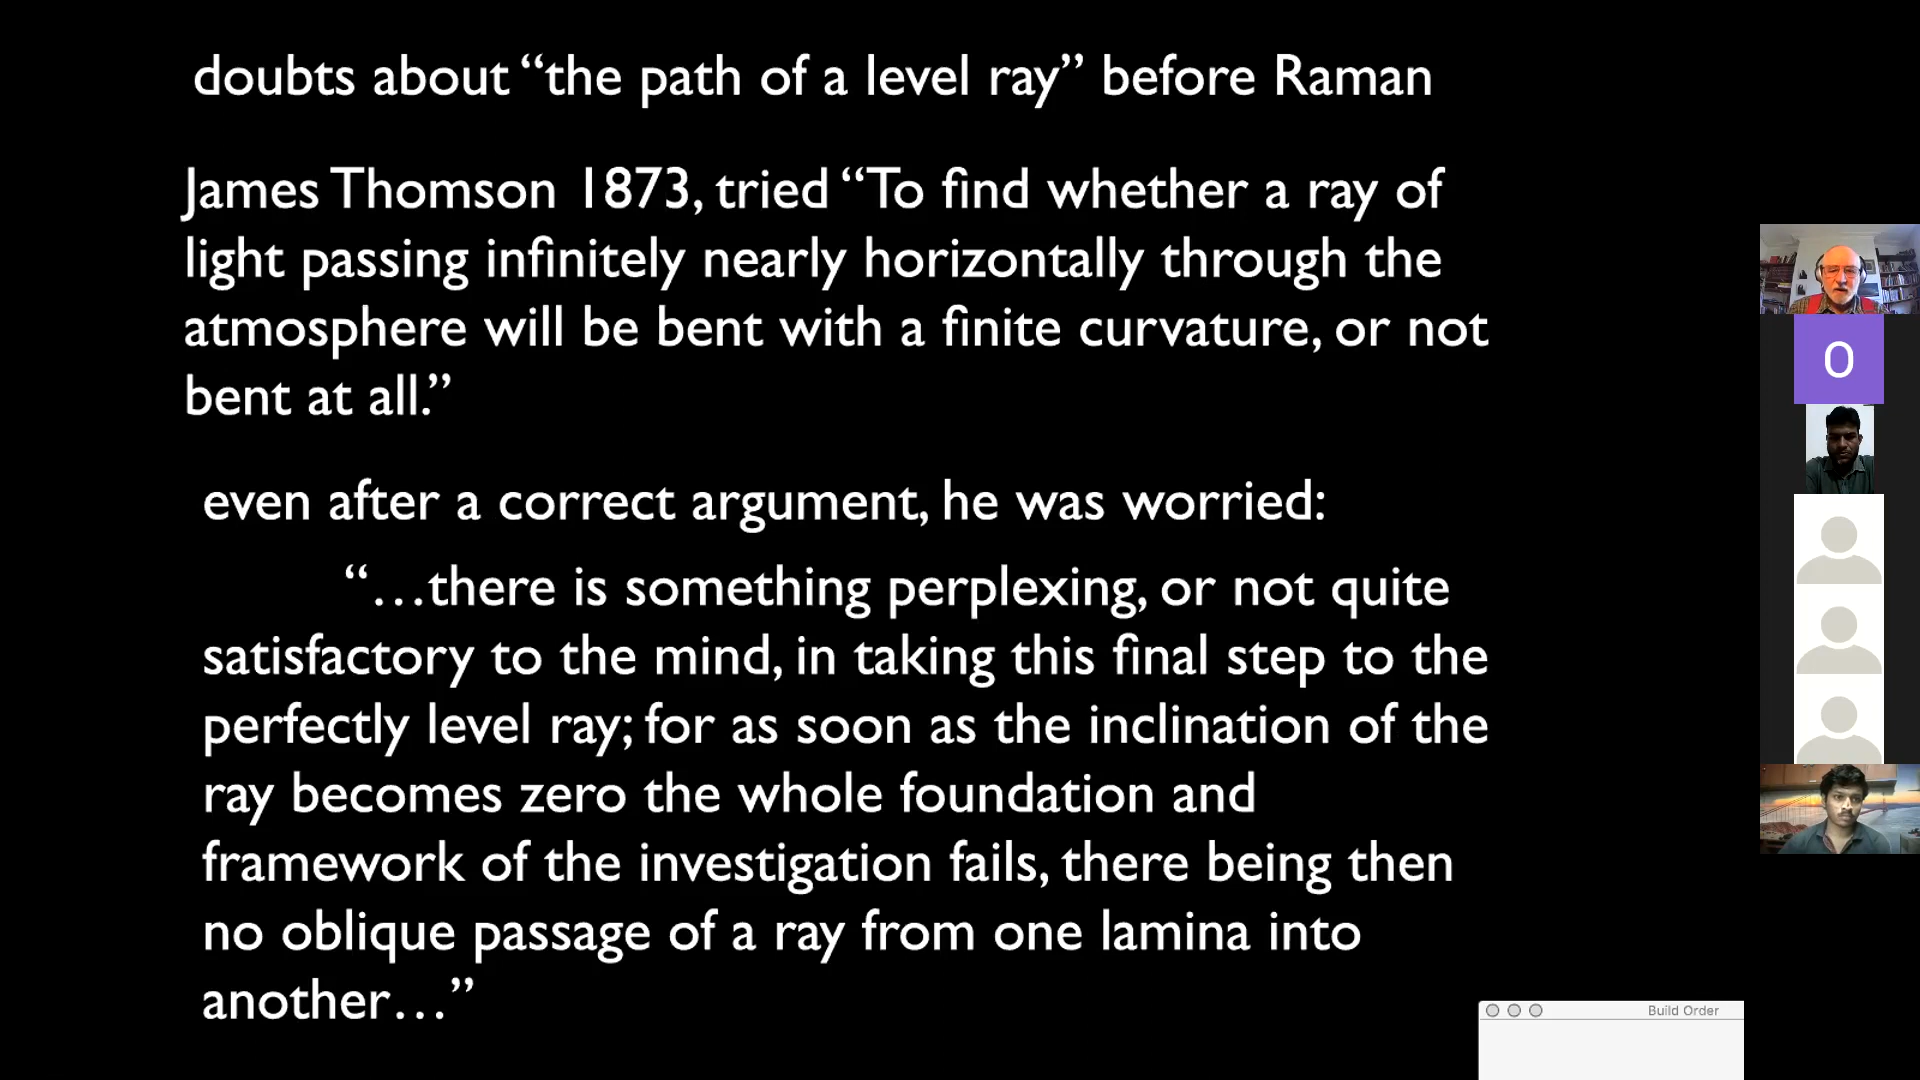 doubts about “the path of a level ray” before Raman
James Thomson 1873, tried “To find whether a ray of
light passing infinitely nearly horizontally through the
atmosphere will be bent with a finite curvature, or not
bent at all.”
even after a correct argument, he was worried:
“…there is something perplexing, or not quite
satisfactory to the mind, in taking this final step to the
perfectly level ray; for as soon as the inclination of the
ray becomes zero the whole foundation and
framework of the investigation fails, there being then
no oblique passage of a ray from one lamina into
another…”
O
Build Order